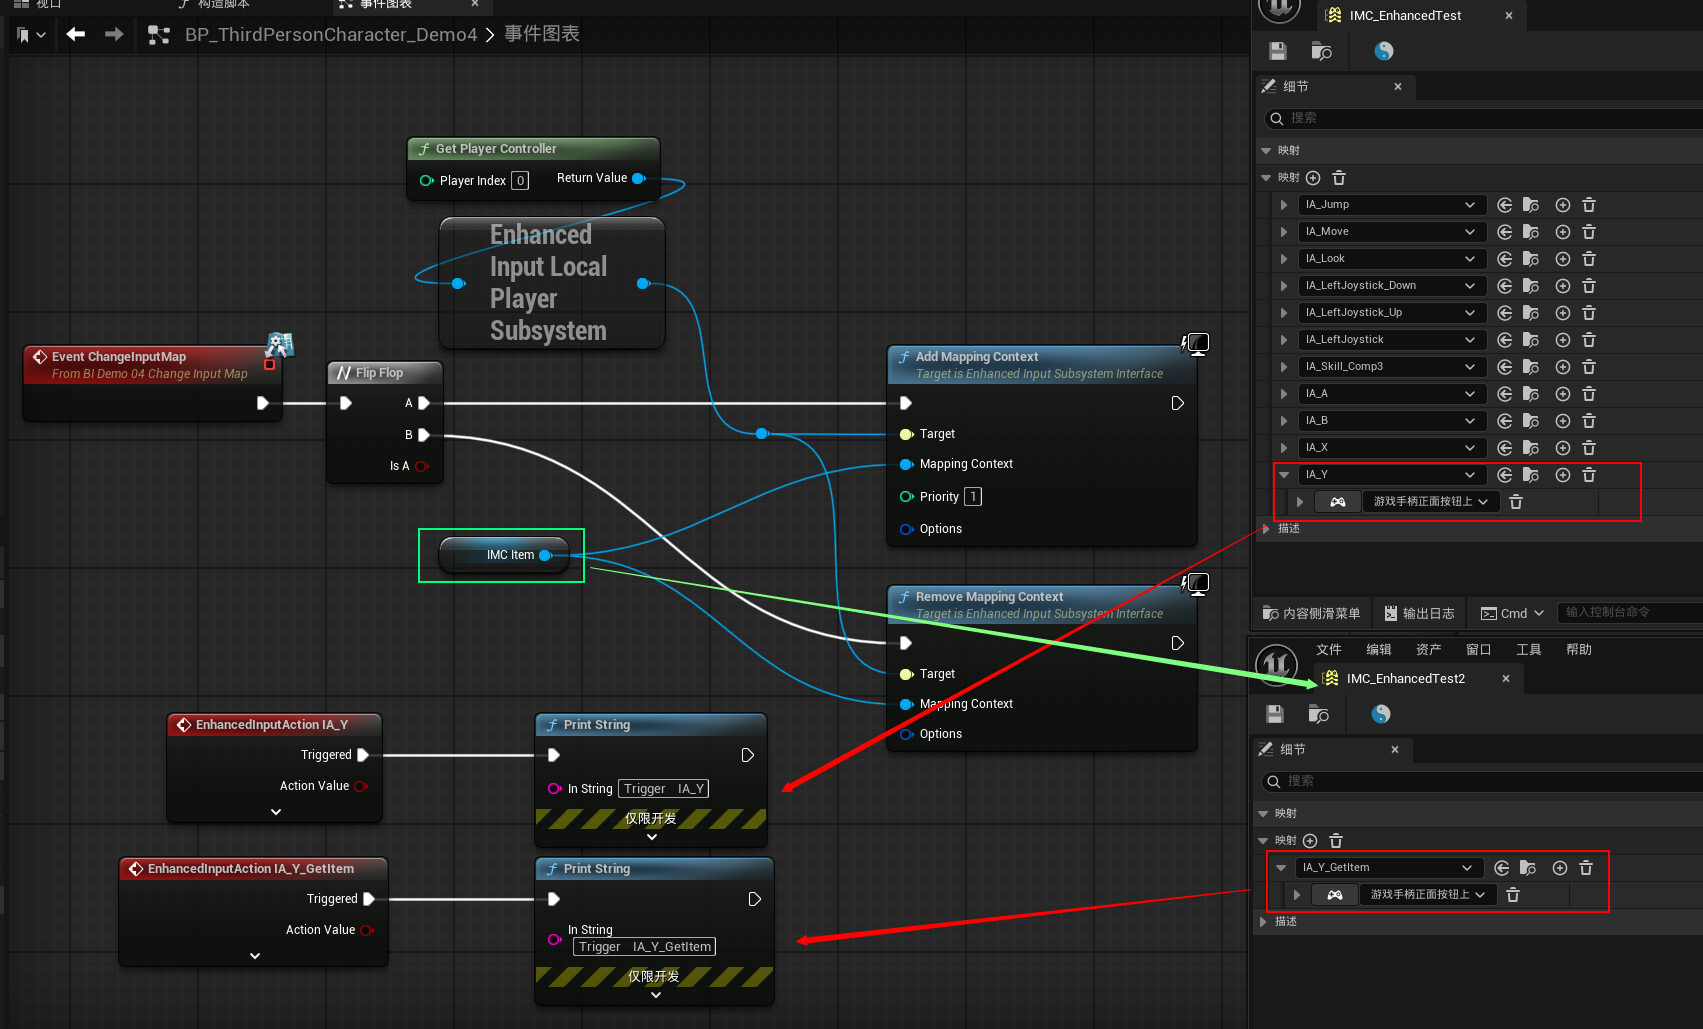 视口
构造脚本
事件图表
BP_ThirdPersonCharacter_Demo4 > 事件图表
Get Player Controller
Player Index 0
Return Value
Enhanced
Input Local
Player
Subsystem
Event ChangeInputMap
From BI Demo 04 Change Input Map
Flip Flop
A
B
Is A
Add Mapping Context
Target is Enhanced Input Subsystem Interface
Target
Mapping Context
Priority 1
Options
IMC Item
Remove Mapping Context
Target is Enhanced Input Subsystem Interface
Target
Mapping Context
Options
EnhancedInputAction IA_Y
Triggered
Action Value
Print String
In String Trigger IA_Y
仅限开发
EnhancedInputAction IA_Y_GetItem
Triggered
Action Value
Print String
In String
Trigger IA_Y_GetItem
仅限开发
IMC_EnhancedTest
细节
搜索
映射
映射
IA_Jump
IA_Move
IA_Look
IA_LeftJoystick_Down
IA_LeftJoystick_Up
IA_LeftJoystick
IA_Skill_Comp3
IA_A
IA_B
IA_X
IA_Y
游戏手柄正面按钮上
描述
内容侧滑菜单 输出日志 Cmd 输入控制台命令
文件 编辑 资产 窗口 工具 帮助
IMC_EnhancedTest2
细节
搜索
映射
映射
IA_Y_GetItem
游戏手柄正面按钮上
描述